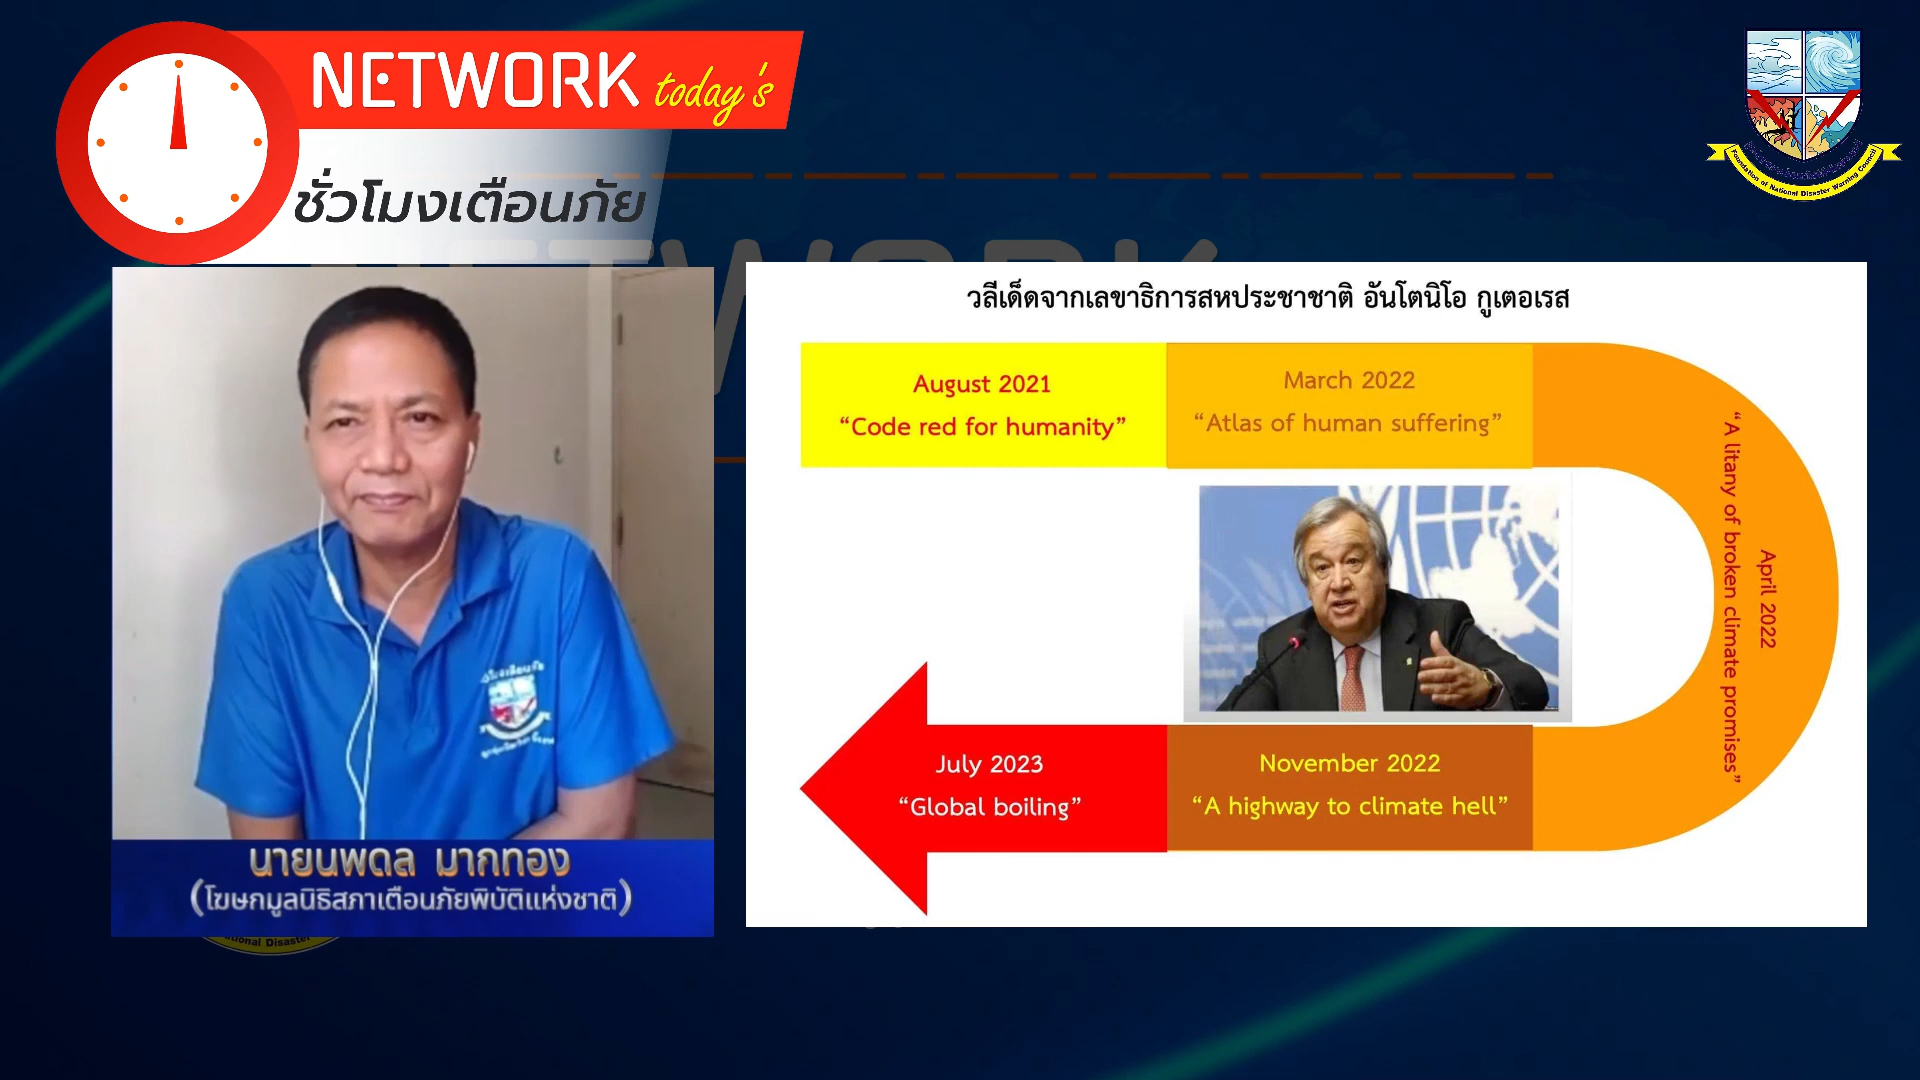 NETWORK today's
ชั่วโมงเตือนภัย
Foundation of National Disaster Warning Council
วลีเด็ดจากเลขาธิการสหประชาชาติ อันโตนิโอ กูเตอเรส
August 2021
“Code red for humanity”
March 2022
“Atlas of human suffering”
April 2022
“A litany of broken climate promises”
November 2022
“A highway to climate hell”
July 2023
“Global boiling”
นายนพดล มากทอง
(โฆษกมูลนิธิสภาเตือนภัยพิบัติแห่งชาติ)